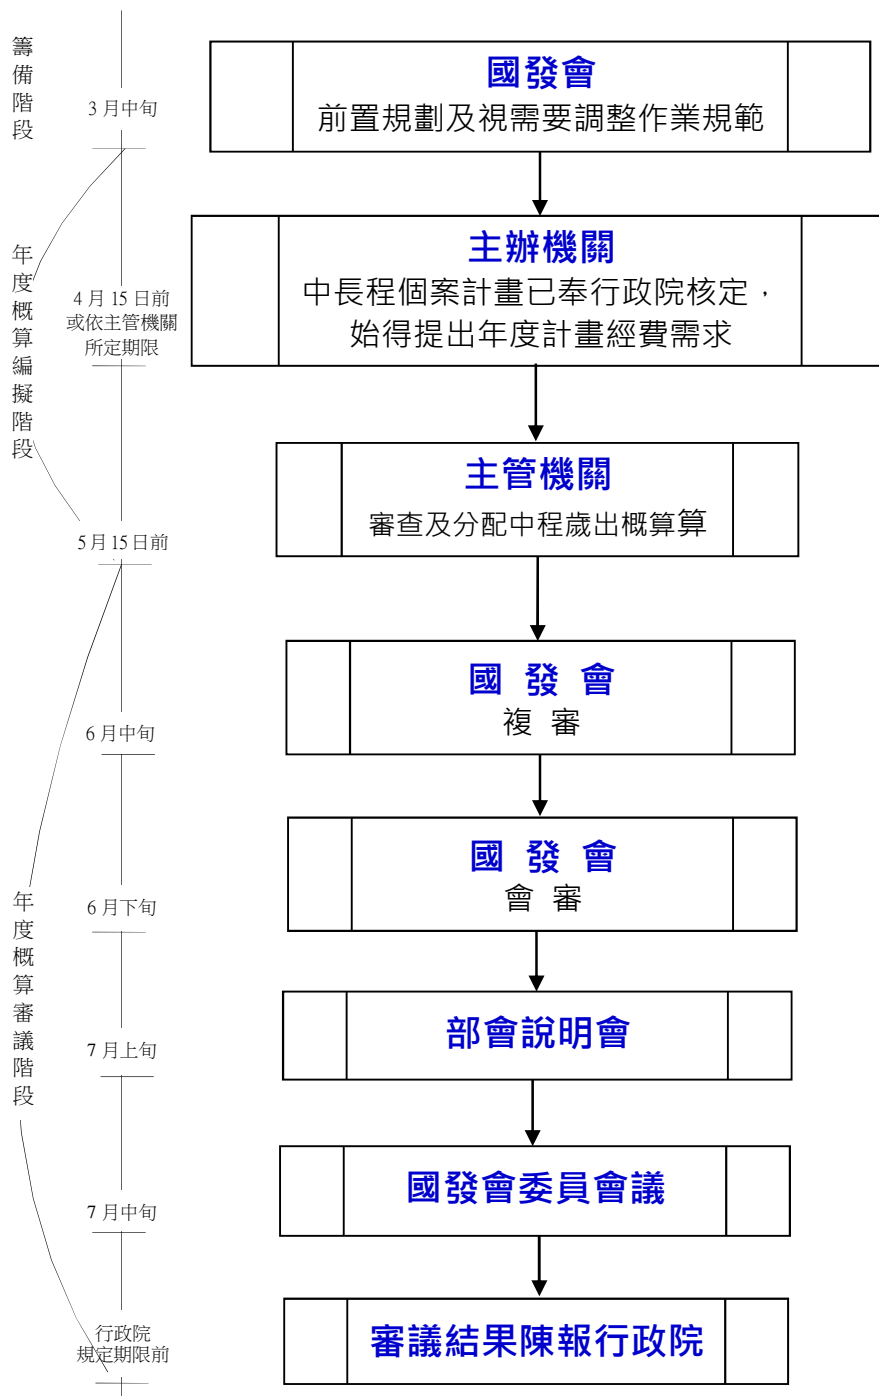 籌備階段
3月中旬
國發會
前置規劃及視需要調整作業規範
年度概算編擬階段
4月15日前
或依主管機關
所定期限
主辦機關
中長程個案計畫已奉行政院核定，
始得提出年度計畫經費需求
5月15日前
主管機關
審查及分配中程歲出概算算
年度概算審議階段
6月中旬
國 發 會
複 審
6月下旬
國 發 會
會 審
7月上旬
部會說明會
7月中旬
國發會委員會議
行政院
規定期限前
審議結果陳報行政院